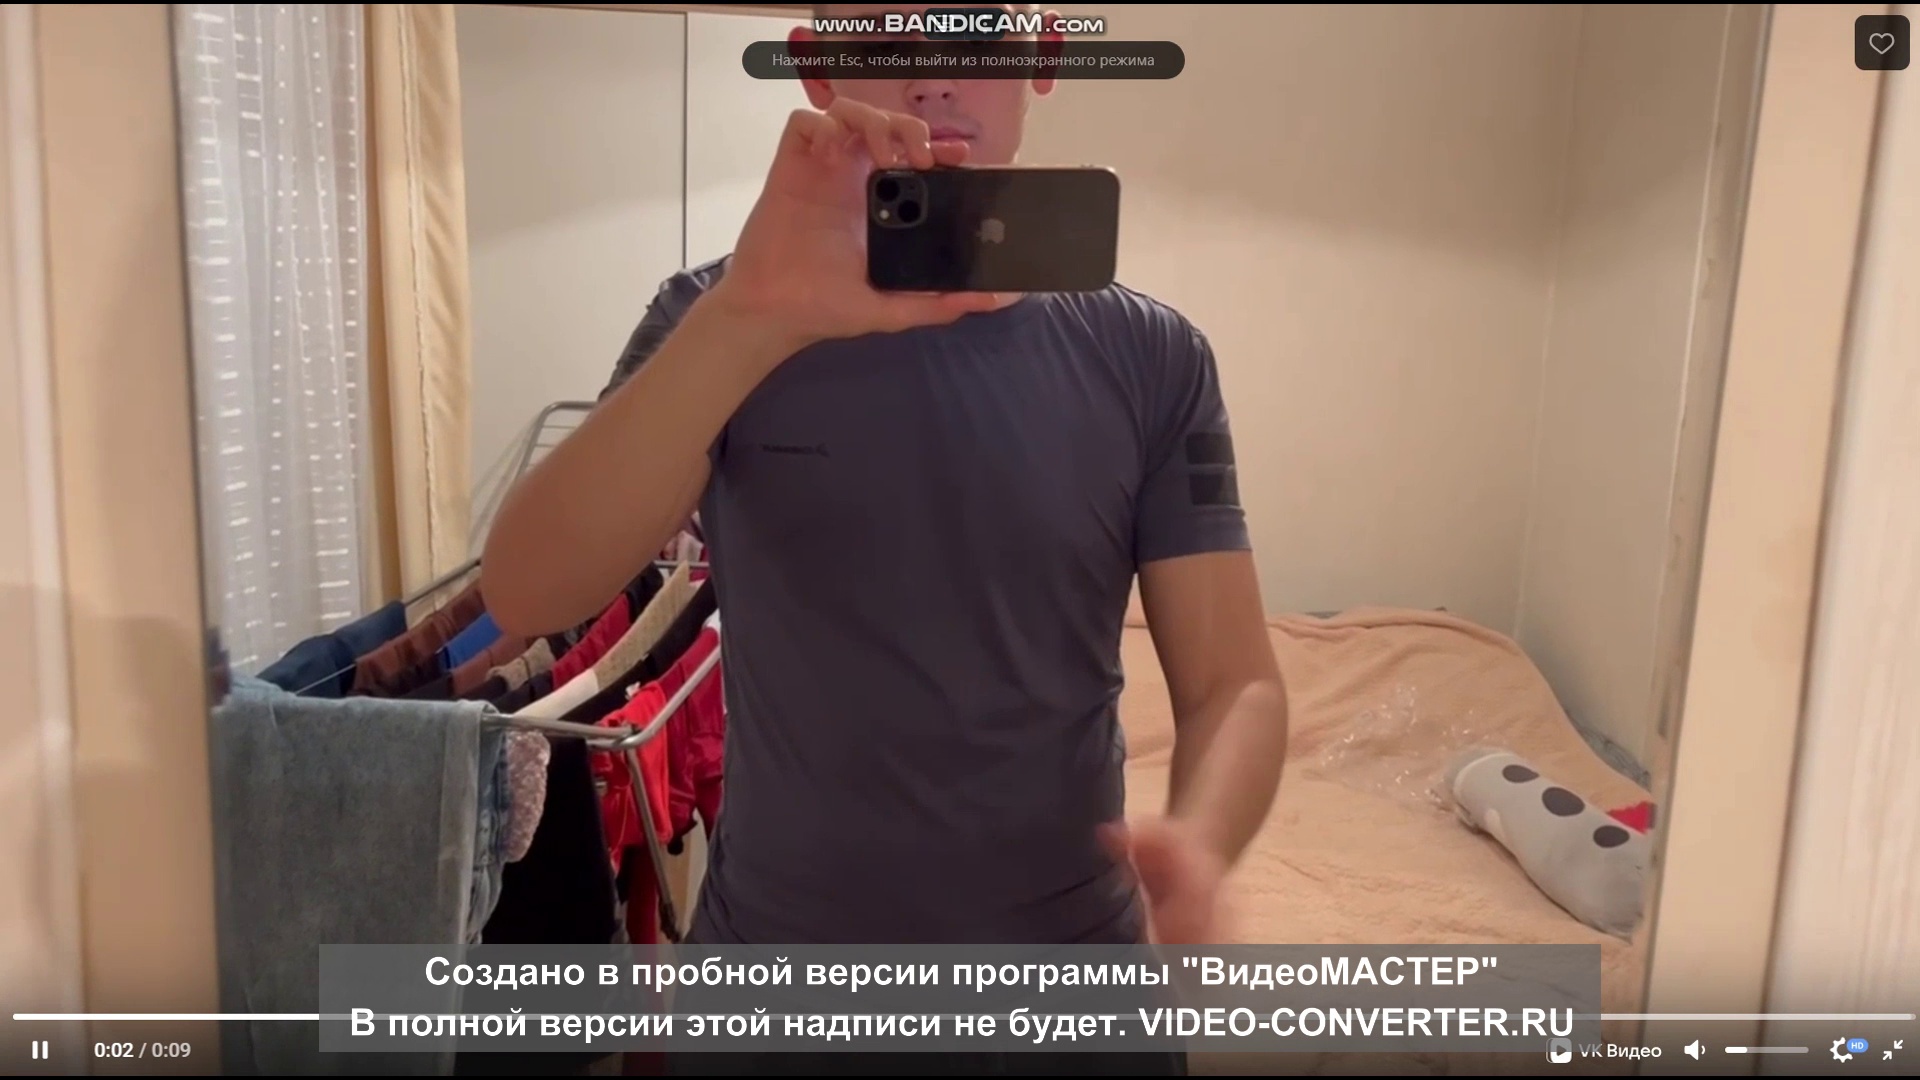 www.BANDICAM.com
Нажмите Esc, чтобы выйти из полноэкранного режима
Создано в пробной версии программы "ВидеоМАСТЕР"
В полной версии этой надписи не будет. VIDEO-CONVERTER.RU
0:02 / 0:09
VK Видео
HD